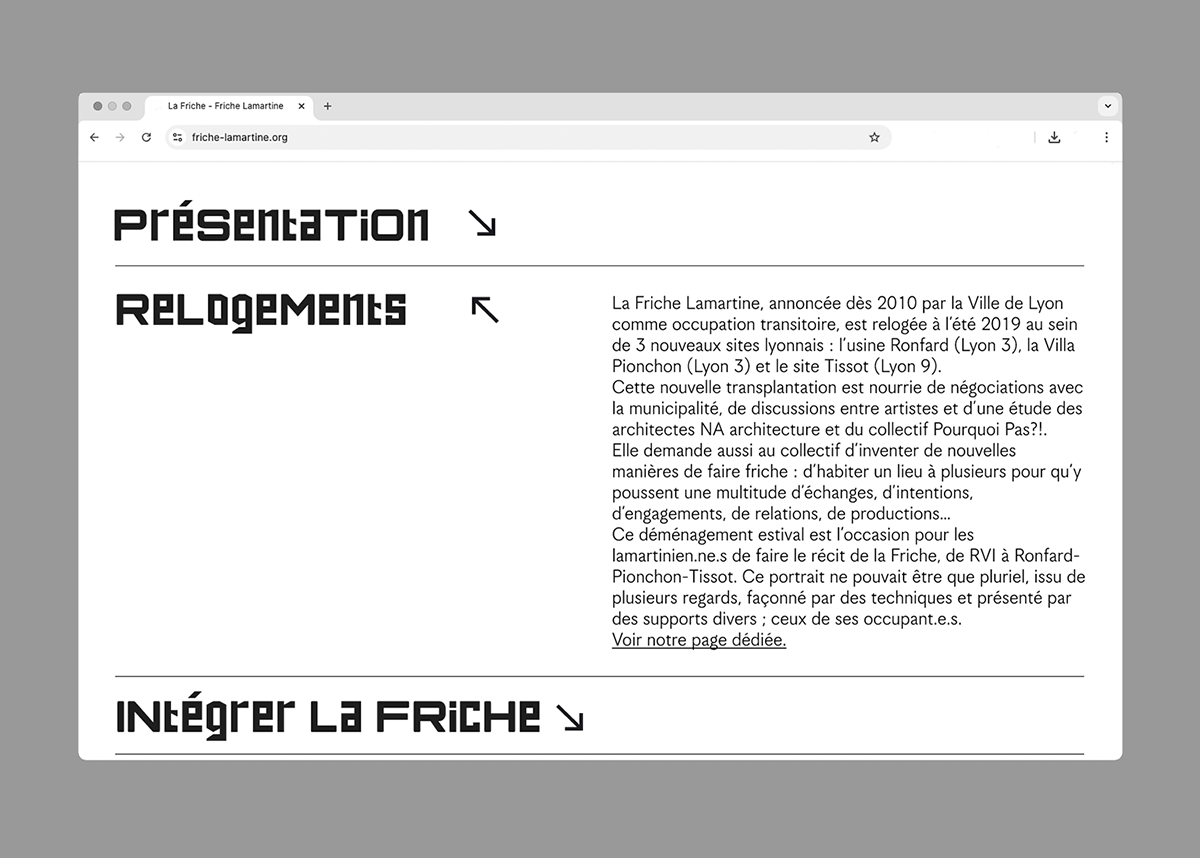 La Friche - Friche Lamartine
friche-lamartine.org
PrésentaTiOn
ReLogeMents
La Friche Lamartine, annoncée dès 2010 par la Ville de Lyon
comme occupation transitoire, est relogée à l’été 2019 au sein
de 3 nouveaux sites lyonnais : l’usine Ronfard (Lyon 3), la Villa
Pionchon (Lyon 3) et le site Tissot (Lyon 9).
Cette nouvelle transplantation est nourrie de négociations avec
la municipalité, de discussions entre artistes et d’une étude des
architectes NA architecture et du collectif Pourquoi Pas?!.
Elle demande aussi au collectif d’inventer de nouvelles
manières de faire friche : d’habiter un lieu à plusieurs pour qu’y
poussent une multitude d’échanges, d’intentions,
d’engagements, de relations, de productions...
Ce déménagement estival est l’occasion pour les
lamartinien.ne.s de faire le récit de la Friche, de RVI à Ronfard-
Pionchon-Tissot. Ce portrait ne pouvait être que pluriel, issu de
plusieurs regards, façonné par des techniques et présenté par
des supports divers ; ceux de ses occupant.e.s.
Voir notre page dédiée.
INtégrer La FRiCHe